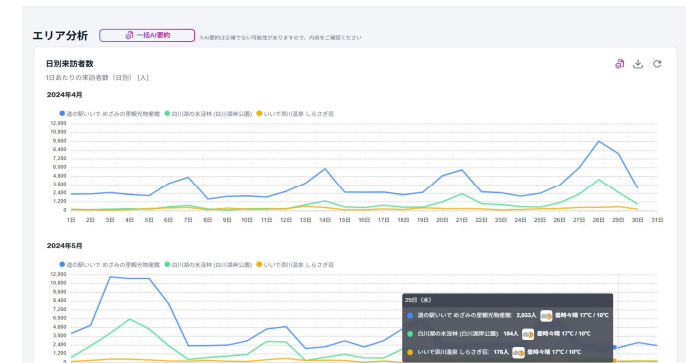 エリア分析
一括AI要約
※AI要約は正確でない可能性がありますので、内容をご確認ください
日別来訪者数
1日あたりの来訪者数（日別） [人]
2024年4月
道の駅いいで めざみの里観光物産館 白川湖の水没林 (白川湖岸公園) いいで添川温泉 しらさぎ荘
12,000
10,800
9,600
8,400
7,200
6,000
4,800
3,600
2,400
1,200
0
1日 2日 3日 4日 5日 6日 7日 8日 9日 10日 11日 12日 13日 14日 15日 16日 17日 18日 19日 20日 21日 22日 23日 24日 25日 26日 27日 28日 29日 30日 31日
2024年5月
道の駅いいで めざみの里観光物産館 白川湖の水没林 (白川湖岸公園) いいで添川温泉 しらさぎ荘
12,000
10,800
9,600
8,400
7,200
6,000
4,800
3,600
2,400
1,200
0
29日（水）
道の駅いいで めざみの里観光物産館: 2,033人 曇時々晴 17℃ / 10℃
白川湖の水没林 (白川湖岸公園): 184人 曇時々晴 17℃ / 10℃
いいで添川温泉 しらさぎ荘: 176人 曇時々晴 17℃ / 10℃